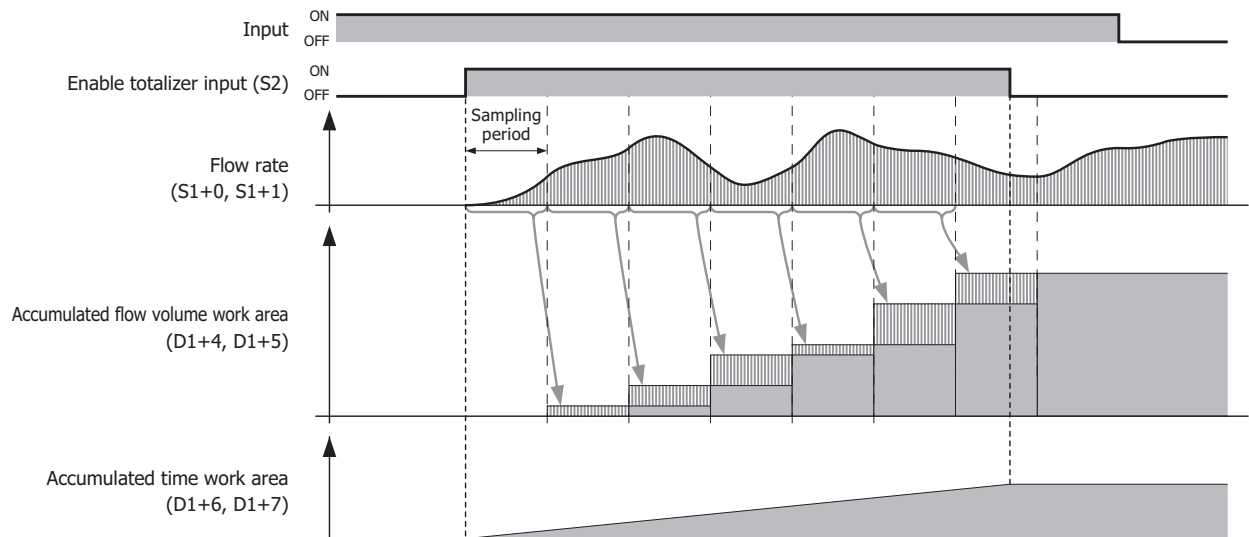 Input
ON
OFF
Enable totalizer input (S2)
ON
OFF
Sampling
period
Flow rate
(S1+0, S1+1)
Accumulated flow volume work area
(D1+4, D1+5)
Accumulated time work area
(D1+6, D1+7)